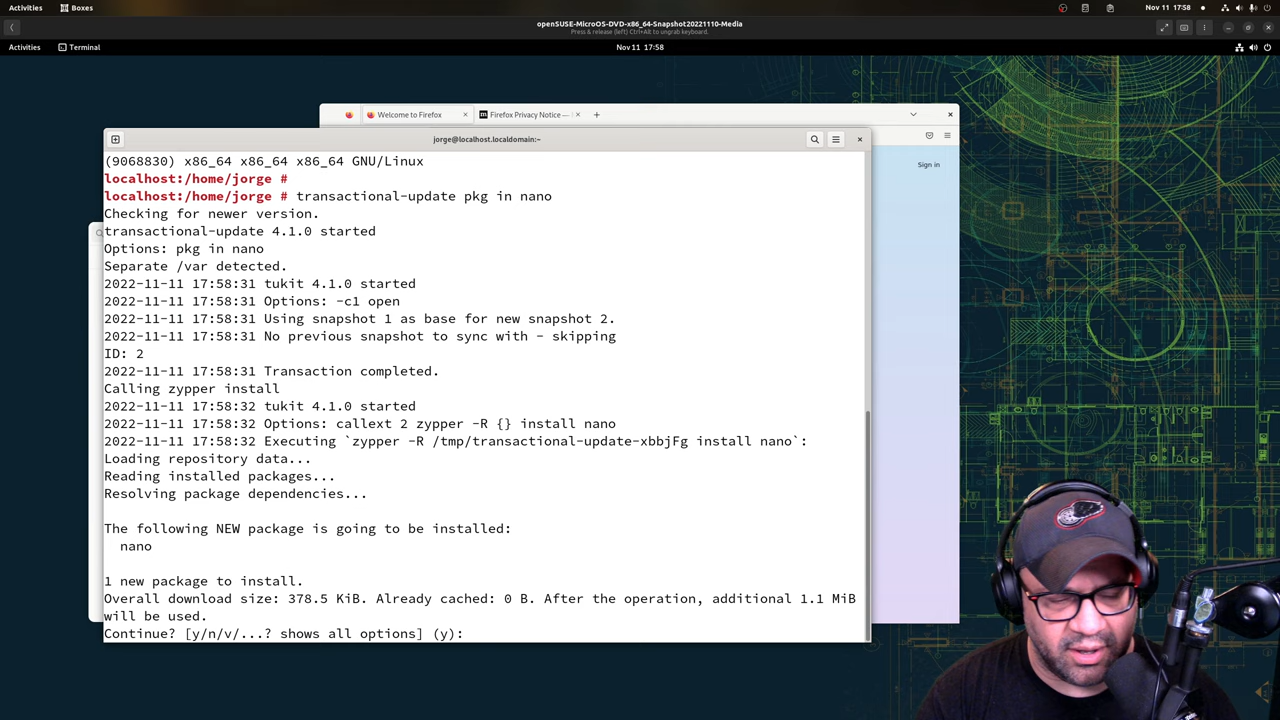 Activities Boxes Nov 11 17:58
openSUSE-MicroOS-DVD-x86_64-Snapshot20221110-Media
Press & release (left) Ctrl+Alt to ungrab keyboard.
Activities Terminal Nov 11 17:58
Welcome to Firefox Firefox Privacy Notice —
jorge@localhost.localdomain:~
Sign in
(9068830) x86_64 x86_64 x86_64 GNU/Linux
localhost:/home/jorge #
localhost:/home/jorge # transactional-update pkg in nano
Checking for newer version.
transactional-update 4.1.0 started
Options: pkg in nano
Separate /var detected.
2022-11-11 17:58:31 tukit 4.1.0 started
2022-11-11 17:58:31 Options: -c1 open
2022-11-11 17:58:31 Using snapshot 1 as base for new snapshot 2.
2022-11-11 17:58:31 No previous snapshot to sync with - skipping
ID: 2
2022-11-11 17:58:31 Transaction completed.
Calling zypper install
2022-11-11 17:58:32 tukit 4.1.0 started
2022-11-11 17:58:32 Options: callext 2 zypper -R {} install nano
2022-11-11 17:58:32 Executing `zypper -R /tmp/transactional-update-xbbjFg install nano`:
Loading repository data...
Reading installed packages...
Resolving package dependencies...
The following NEW package is going to be installed:
nano
1 new package to install.
Overall download size: 378.5 KiB. Already cached: 0 B. After the operation, additional 1.1 MiB
will be used.
Continue? [y/n/v/...? shows all options] (y):